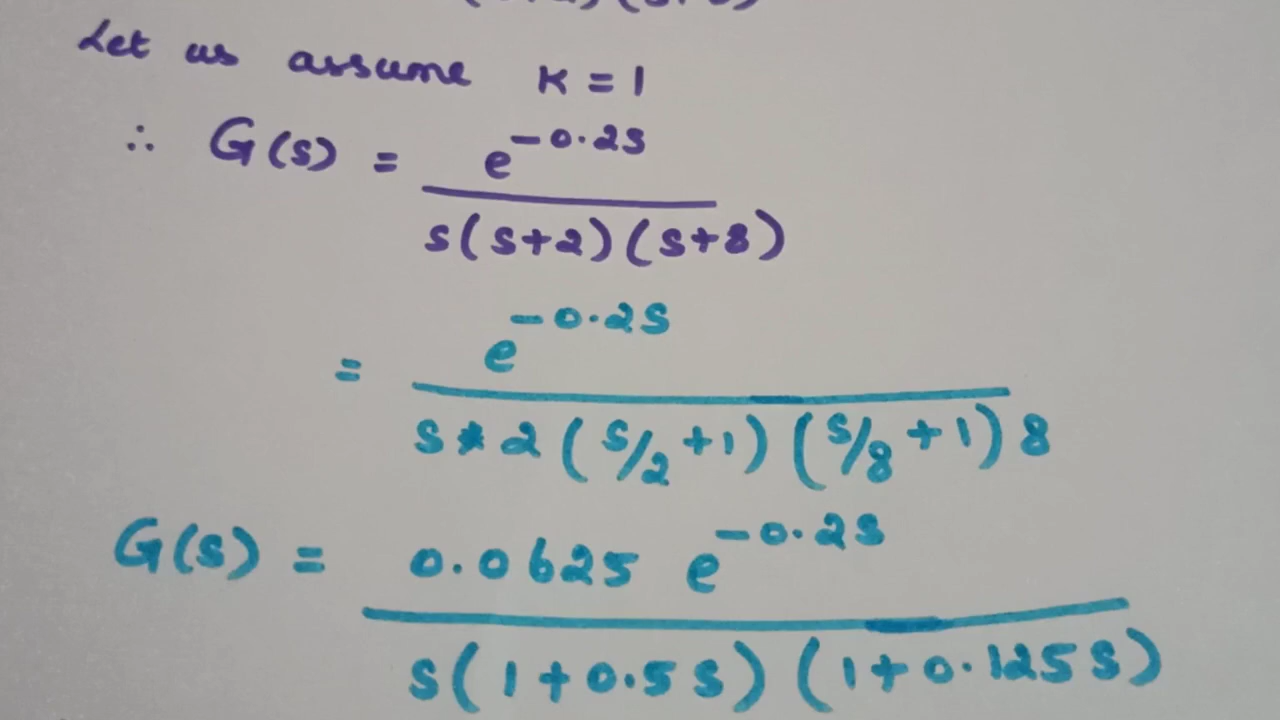 Let us assume K = 1
∴ G(s) = e^{-0.2s} / s(s+2)(s+8)
= e^{-0.2s} / s*2(s/2+1)(s/8+1)8
G(s) = 0.0625 e^{-0.2s} / s(1+0.5s)(1+0.125s)